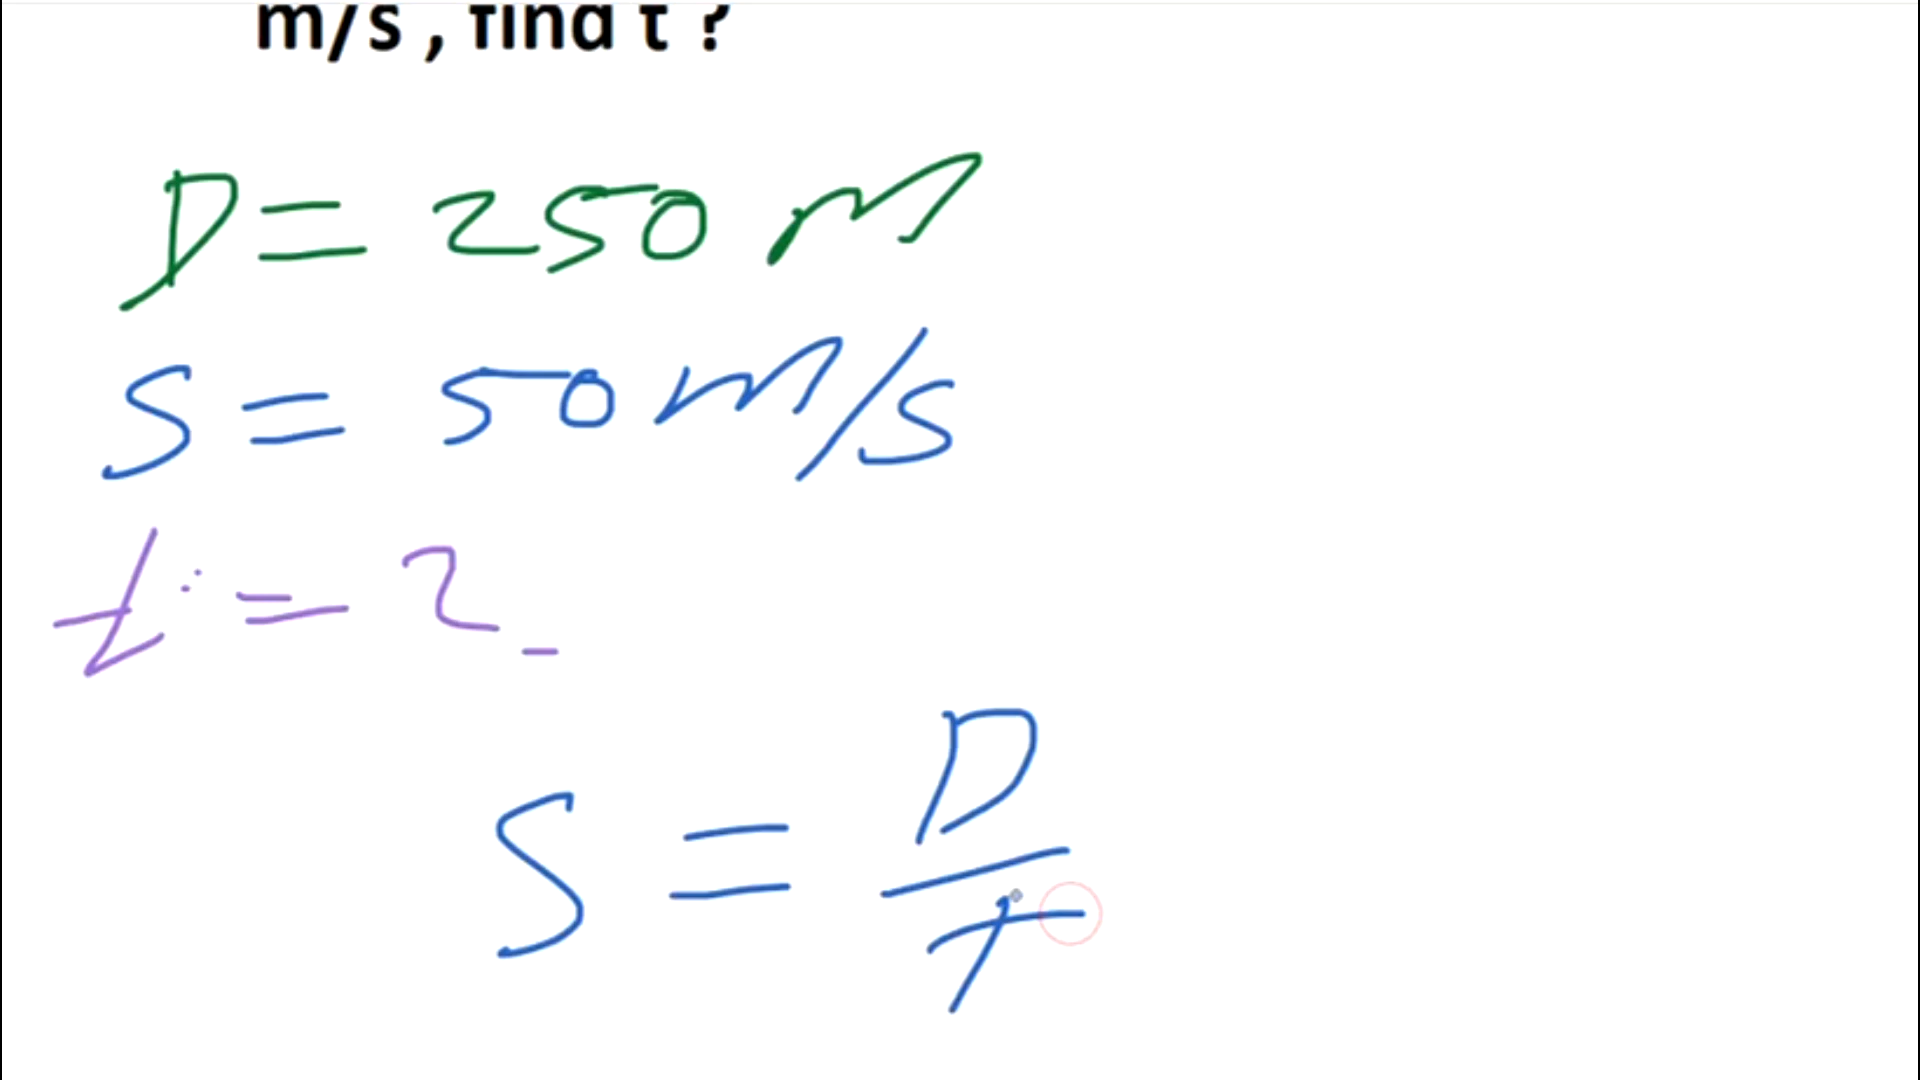 m/s , find t ?
D = 250 m
S = 50 m/s
t = ?
S = D/T